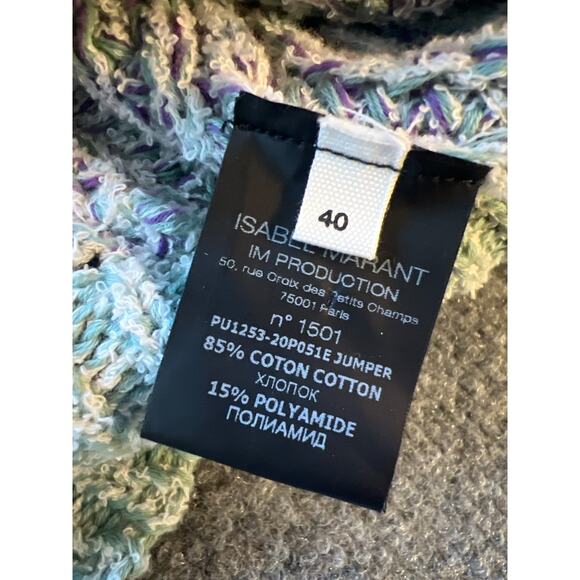 40
ISABEL MARANT
IM PRODUCTION
50, rue Croix des Petits Champs
75001 Paris
n° 1501
PU1253-20P051E JUMPER
85% COTON COTTON
ХЛОПОК
15% POLYAMIDE
ПОЛИАМИД